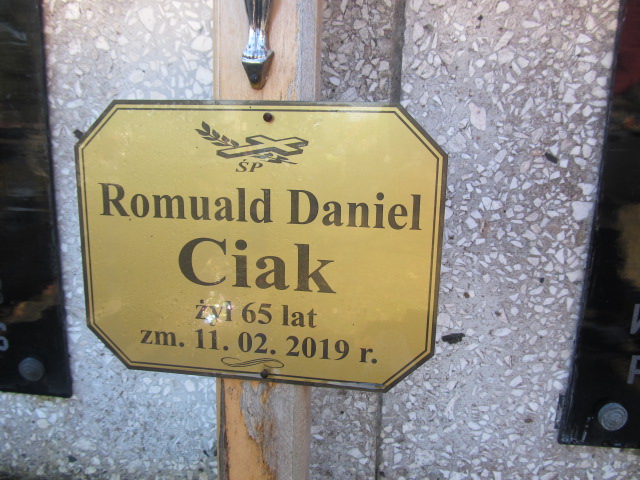 ŚP
Romuald Daniel
Ciak
żył 65 lat
zm. 11. 02. 2019 r.